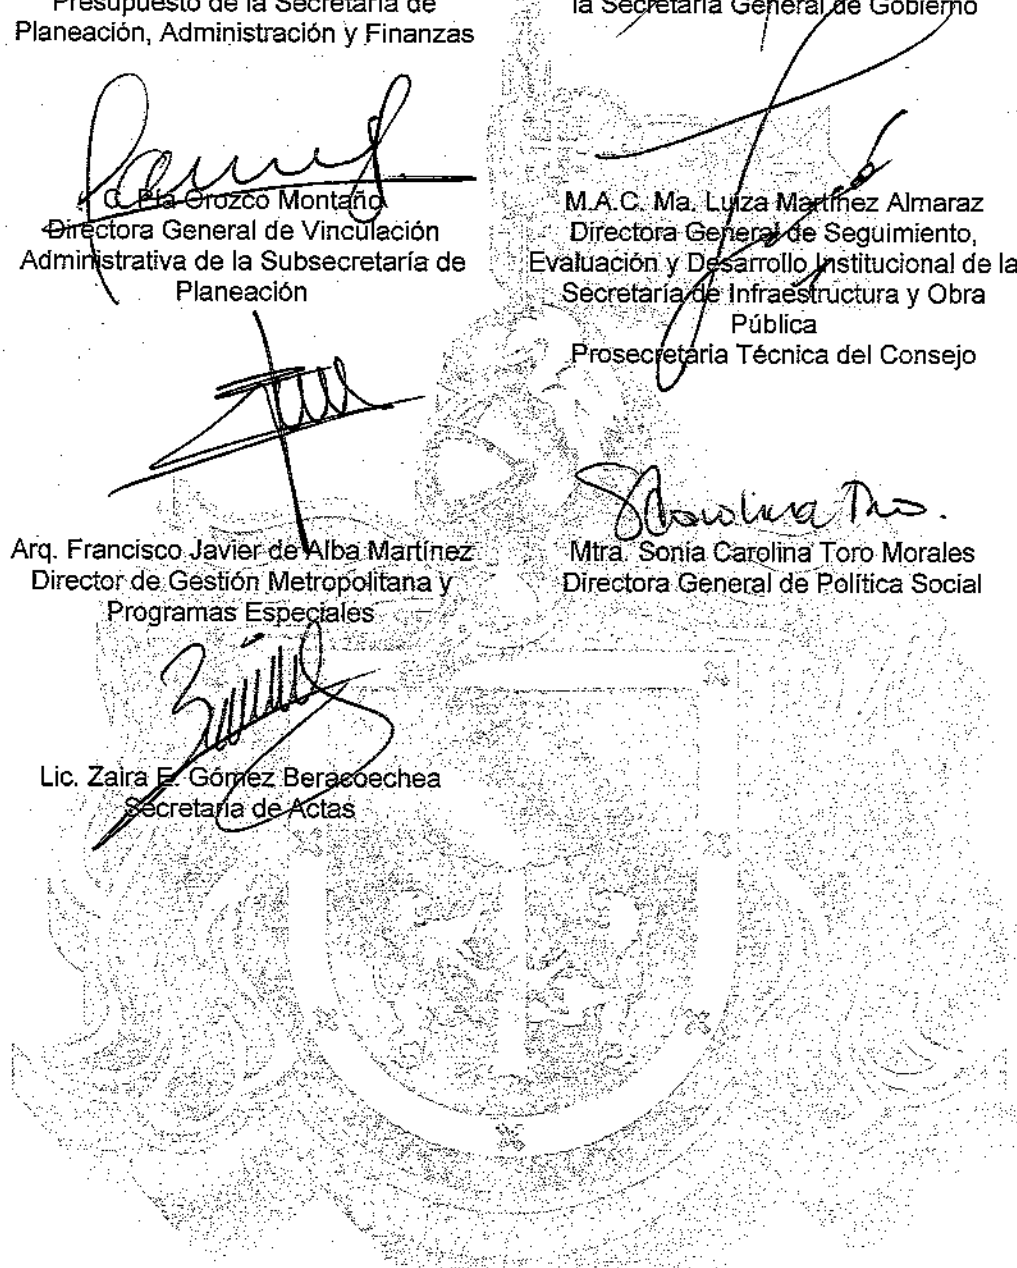 Presupuesto de la Secretaría de
Planeación, Administración y Finanzas
la Secretaría General de Gobierno
C. Pía Orozco Montaño
Directora General de Vinculación
Administrativa de la Subsecretaría de
Planeación
M.A.C. Ma. Luiza Martínez Almaraz
Directora General de Seguimiento,
Evaluación y Desarrollo Institucional de la
Secretaría de Infraestructura y Obra
Pública
Prosecretaria Técnica del Consejo
Arq. Francisco Javier de Alba Martínez
Director de Gestión Metropolitana y
Programas Especiales
SCarolina Toro.
Mtra. Sonia Carolina Toro Morales
Directora General de Política Social
Lic. Zaira E. Gómez Beracoechea
Secretaria de Actas